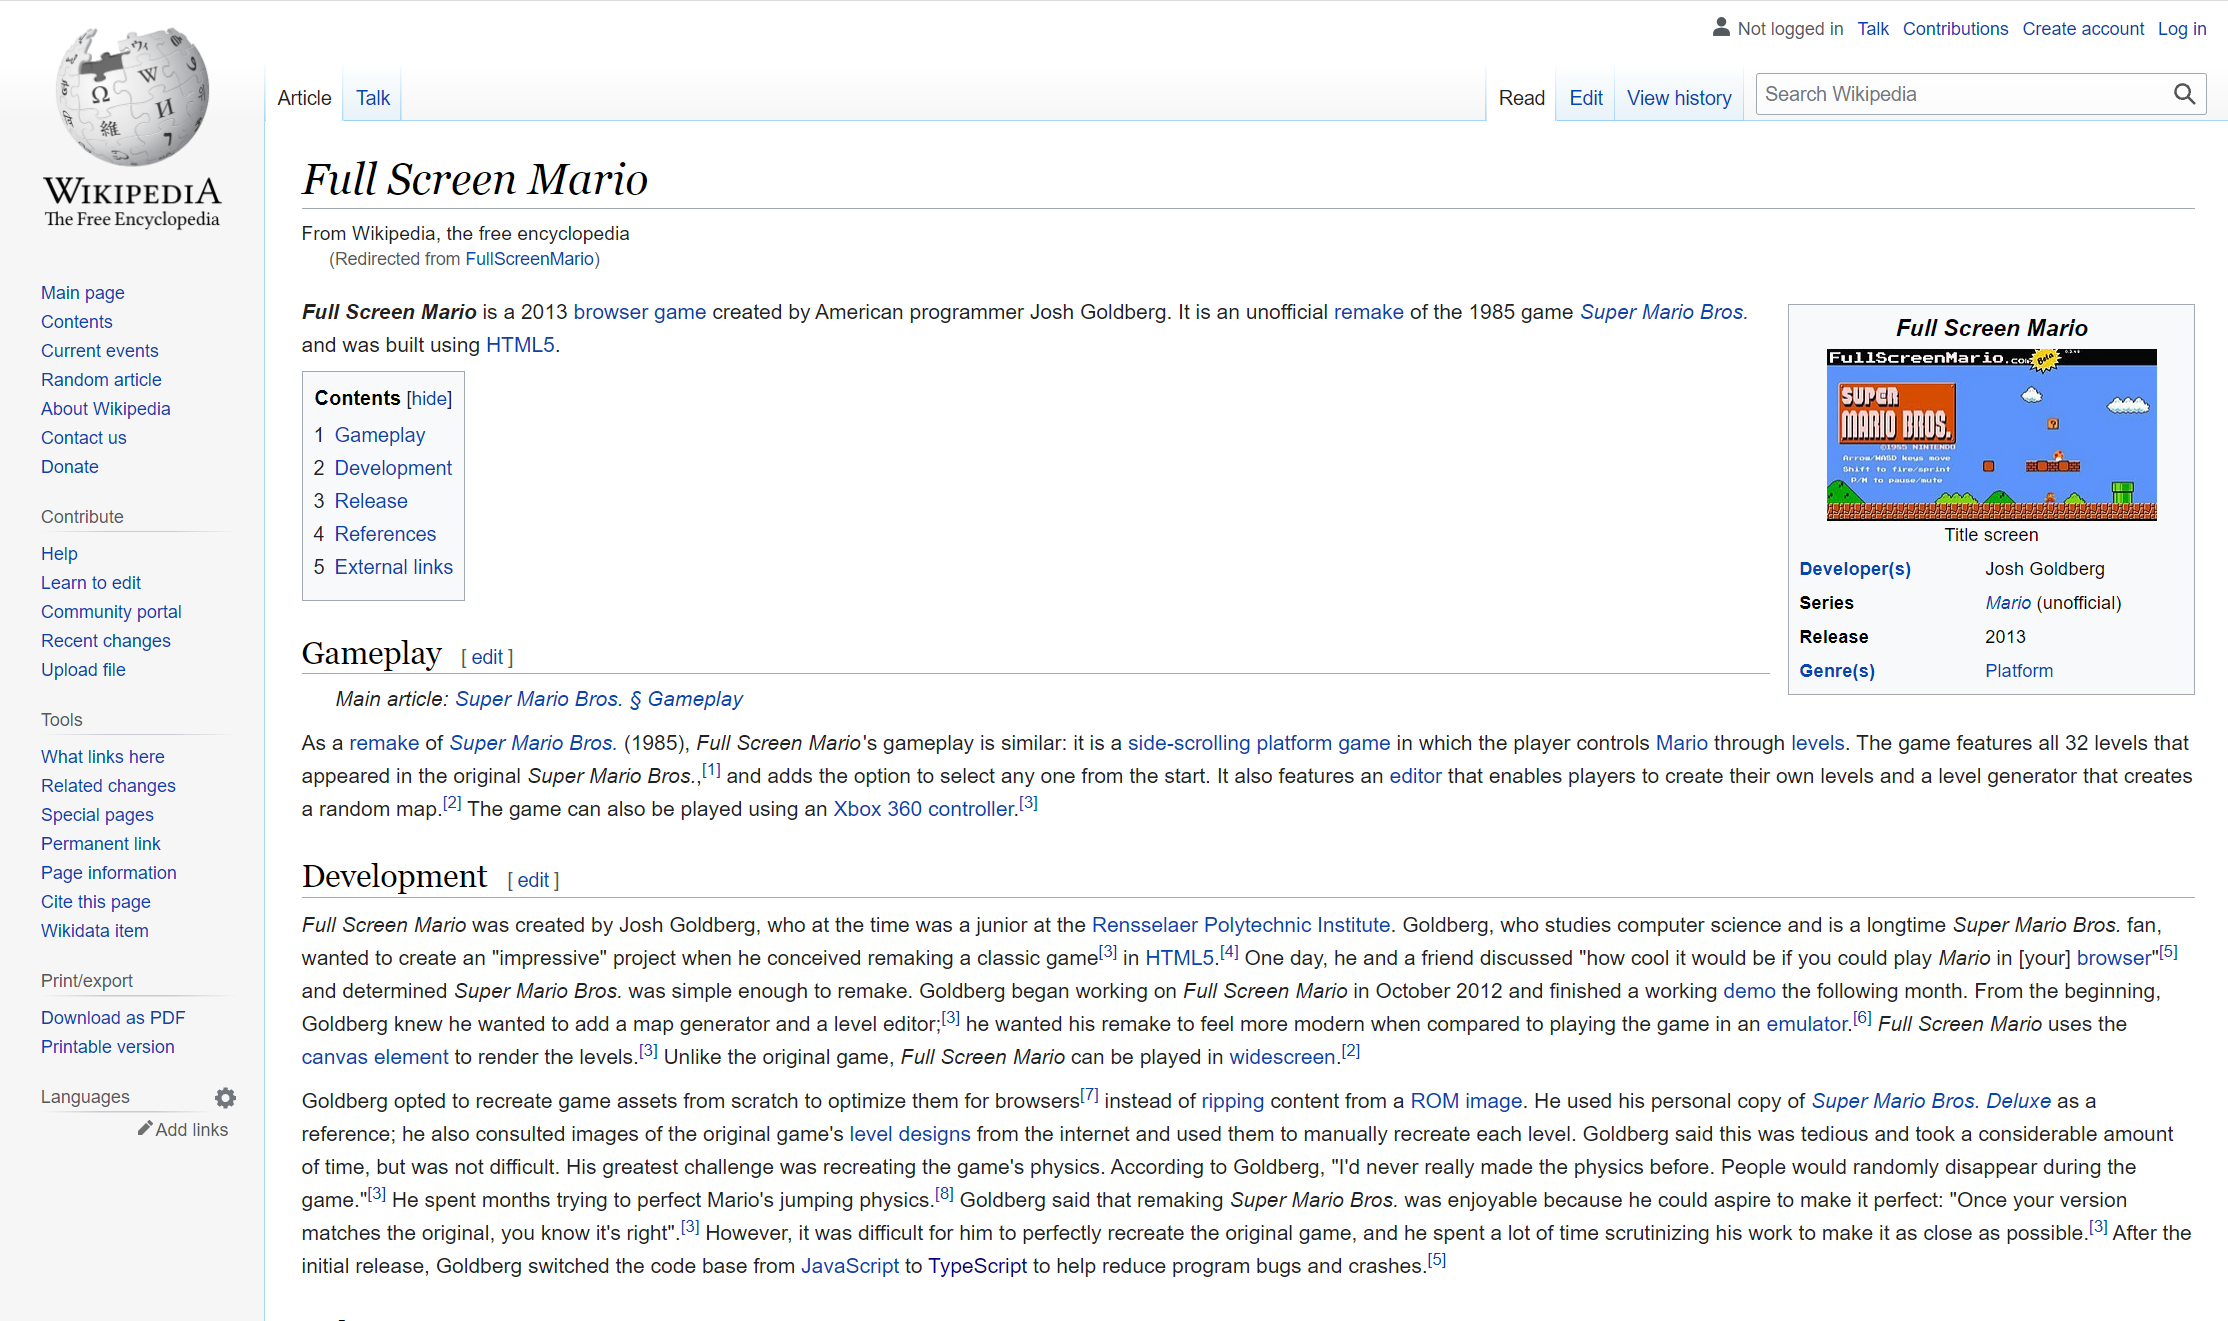 Not logged in Talk Contributions Create account Log in
Article Talk
Read Edit View history Search Wikipedia
WIKIPEDIA
The Free Encyclopedia
Main page
Contents
Current events
Random article
About Wikipedia
Contact us
Donate
Contribute
Help
Learn to edit
Community portal
Recent changes
Upload file
Tools
What links here
Related changes
Special pages
Permanent link
Page information
Cite this page
Wikidata item
Print/export
Download as PDF
Printable version
Languages
Add links
Full Screen Mario
From Wikipedia, the free encyclopedia
(Redirected from FullScreenMario)
Full Screen Mario is a 2013 browser game created by American programmer Josh Goldberg. It is an unofficial remake of the 1985 game Super Mario Bros.
and was built using HTML5.
Contents [hide]
1 Gameplay
2 Development
3 Release
4 References
5 External links
Full Screen Mario
FullScreenMario.com
Beta
SUPER
MARIO BROS.
©1985 NINTENDO
Arrow/WASD keys move
Shift to fire/sprint
P/M to pause/mute
?
Title screen
Developer(s) Josh Goldberg
Series Mario (unofficial)
Release 2013
Genre(s) Platform
Gameplay [ edit ]
Main article: Super Mario Bros. § Gameplay
As a remake of Super Mario Bros. (1985), Full Screen Mario's gameplay is similar: it is a side-scrolling platform game in which the player controls Mario through levels. The game features all 32 levels that
appeared in the original Super Mario Bros.,[1] and adds the option to select any one from the start. It also features an editor that enables players to create their own levels and a level generator that creates
a random map.[2] The game can also be played using an Xbox 360 controller.[3]
Development [ edit ]
Full Screen Mario was created by Josh Goldberg, who at the time was a junior at the Rensselaer Polytechnic Institute. Goldberg, who studies computer science and is a longtime Super Mario Bros. fan,
wanted to create an "impressive" project when he conceived remaking a classic game[3] in HTML5.[4] One day, he and a friend discussed "how cool it would be if you could play Mario in [your] browser"[5]
and determined Super Mario Bros. was simple enough to remake. Goldberg began working on Full Screen Mario in October 2012 and finished a working demo the following month. From the beginning,
Goldberg knew he wanted to add a map generator and a level editor;[3] he wanted his remake to feel more modern when compared to playing the game in an emulator.[6] Full Screen Mario uses the
canvas element to render the levels.[3] Unlike the original game, Full Screen Mario can be played in widescreen.[2]
Goldberg opted to recreate game assets from scratch to optimize them for browsers[7] instead of ripping content from a ROM image. He used his personal copy of Super Mario Bros. Deluxe as a
reference; he also consulted images of the original game's level designs from the internet and used them to manually recreate each level. Goldberg said this was tedious and took a considerable amount
of time, but was not difficult. His greatest challenge was recreating the game's physics. According to Goldberg, "I'd never really made the physics before. People would randomly disappear during the
game."[3] He spent months trying to perfect Mario's jumping physics.[8] Goldberg said that remaking Super Mario Bros. was enjoyable because he could aspire to make it perfect: "Once your version
matches the original, you know it's right".[3] However, it was difficult for him to perfectly recreate the original game, and he spent a lot of time scrutinizing his work to make it as close as possible.[3] After the
initial release, Goldberg switched the code base from JavaScript to TypeScript to help reduce program bugs and crashes.[5]